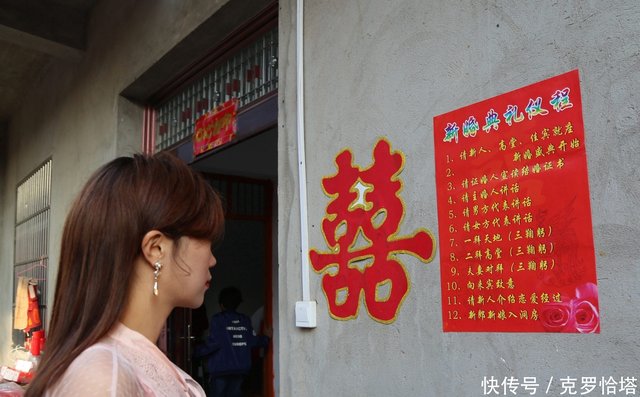 囍
新婚典礼仪程
1、请新人、高堂、佳宾就座
2、新婚盛典开始
3、请证婚人宣读结婚证书
4、请主婚人讲话
5、请男方代表讲话
6、请女方代表讲话
7、一拜天地（三鞠躬）
8、二拜高堂（三鞠躬）
9、夫妻对拜（三鞠躬）
10、向来宾致意
11、请新人介绍恋爱经过
12、新郎新娘入洞房
快传号／克罗恰塔